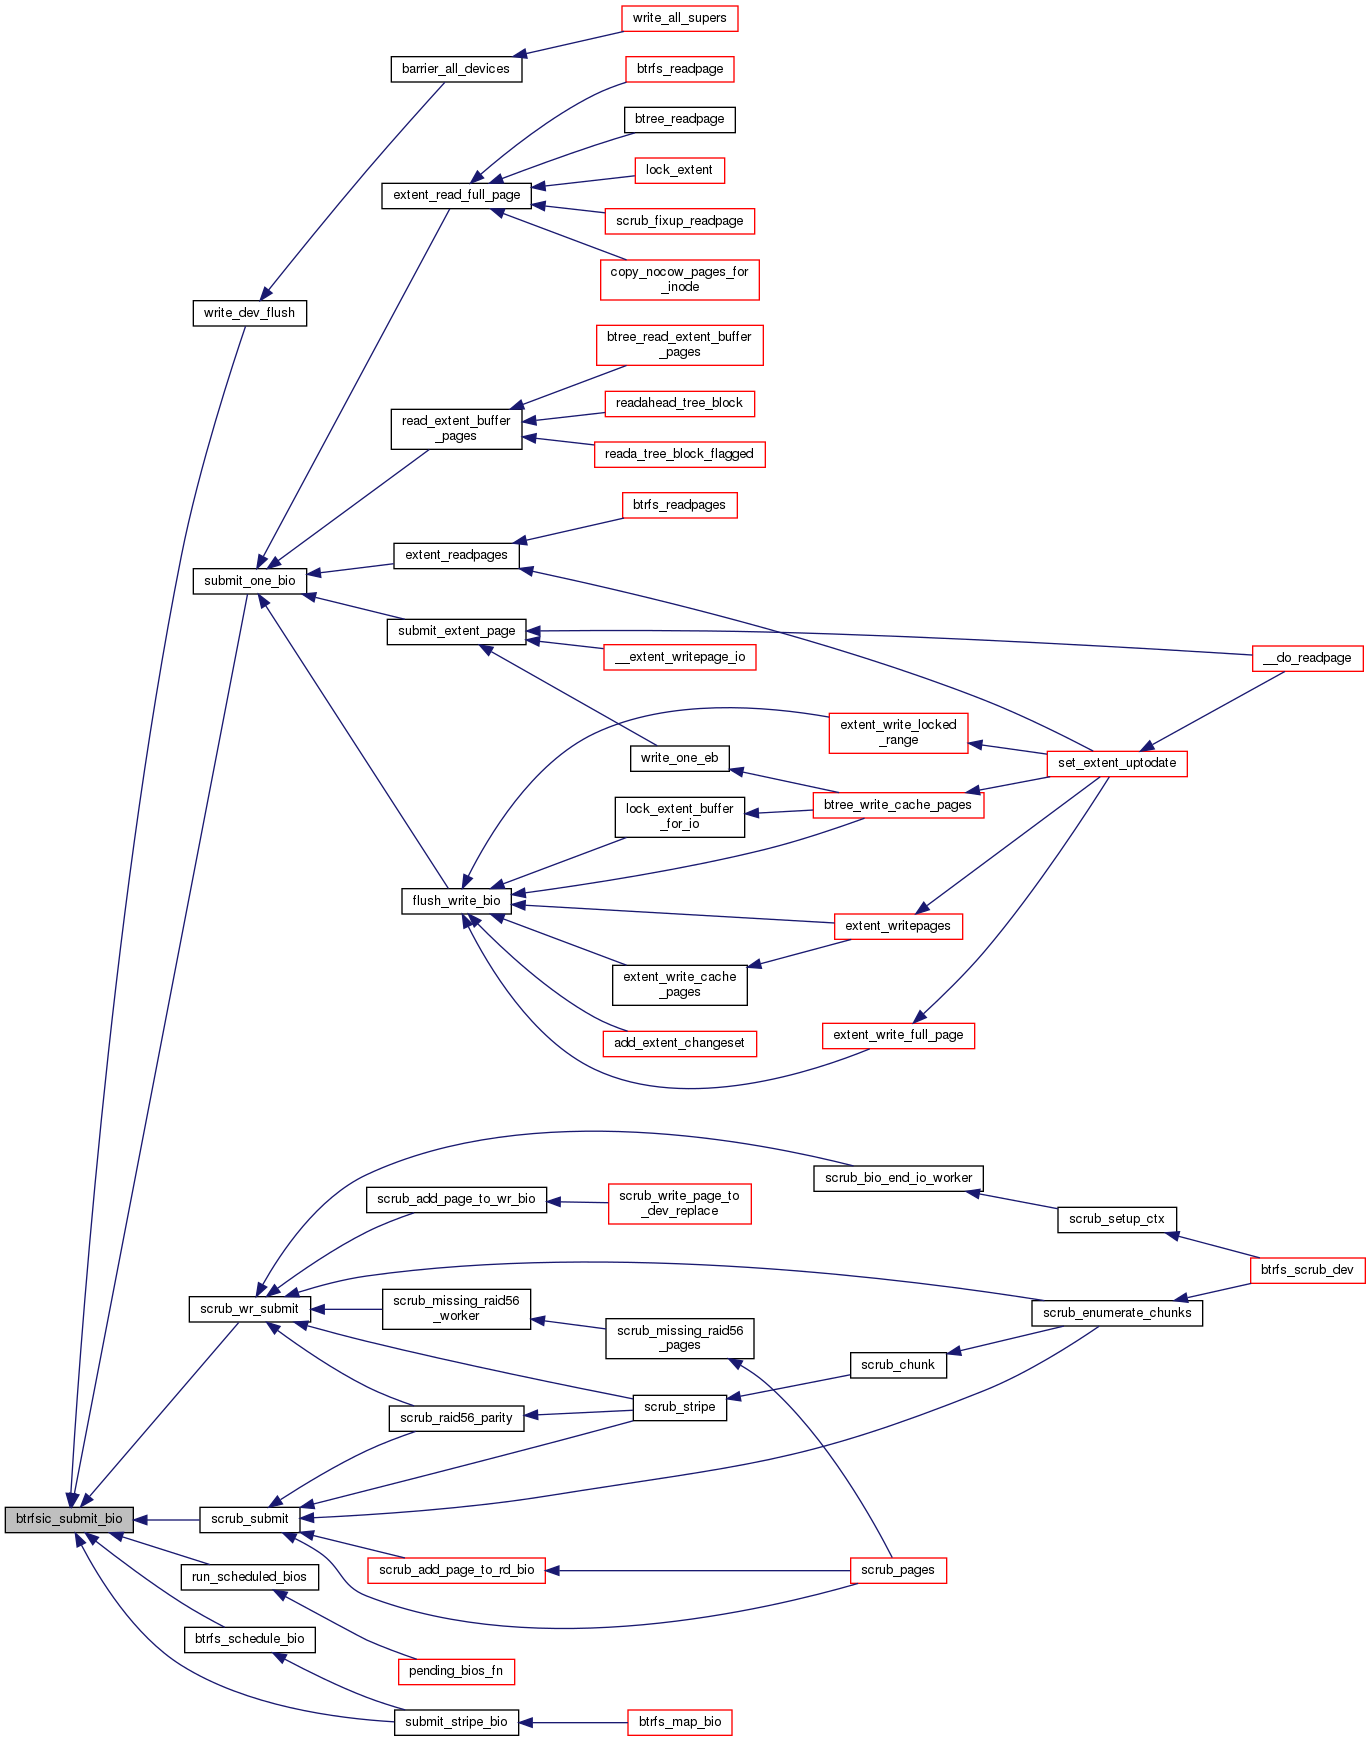 write_all_supers
barrier_all_devices
btrfs_readpage
btree_readpage
lock_extent
extent_read_full_page
scrub_fixup_readpage
copy_nocow_pages_for
_inode
write_dev_flush
btree_read_extent_buffer
_pages
readahead_tree_block
read_extent_buffer
_pages
reada_tree_block_flagged
btrfs_readpages
extent_readpages
submit_one_bio
submit_extent_page
__extent_writepage_io
__do_readpage
extent_write_locked
_range
write_one_eb
set_extent_uptodate
lock_extent_buffer
_for_io
btree_write_cache_pages
flush_write_bio
extent_writepages
extent_write_cache
_pages
add_extent_changeset
extent_write_full_page
scrub_bio_end_io_worker
scrub_add_page_to_wr_bio
scrub_write_page_to
_dev_replace
scrub_setup_ctx
btrfs_scrub_dev
scrub_wr_submit
scrub_missing_raid56
_worker
scrub_enumerate_chunks
scrub_missing_raid56
_pages
scrub_chunk
scrub_raid56_parity
scrub_stripe
btrfsic_submit_bio
scrub_submit
scrub_add_page_to_rd_bio
scrub_pages
run_scheduled_bios
btrfs_schedule_bio
pending_bios_fn
submit_stripe_bio
btrfs_map_bio